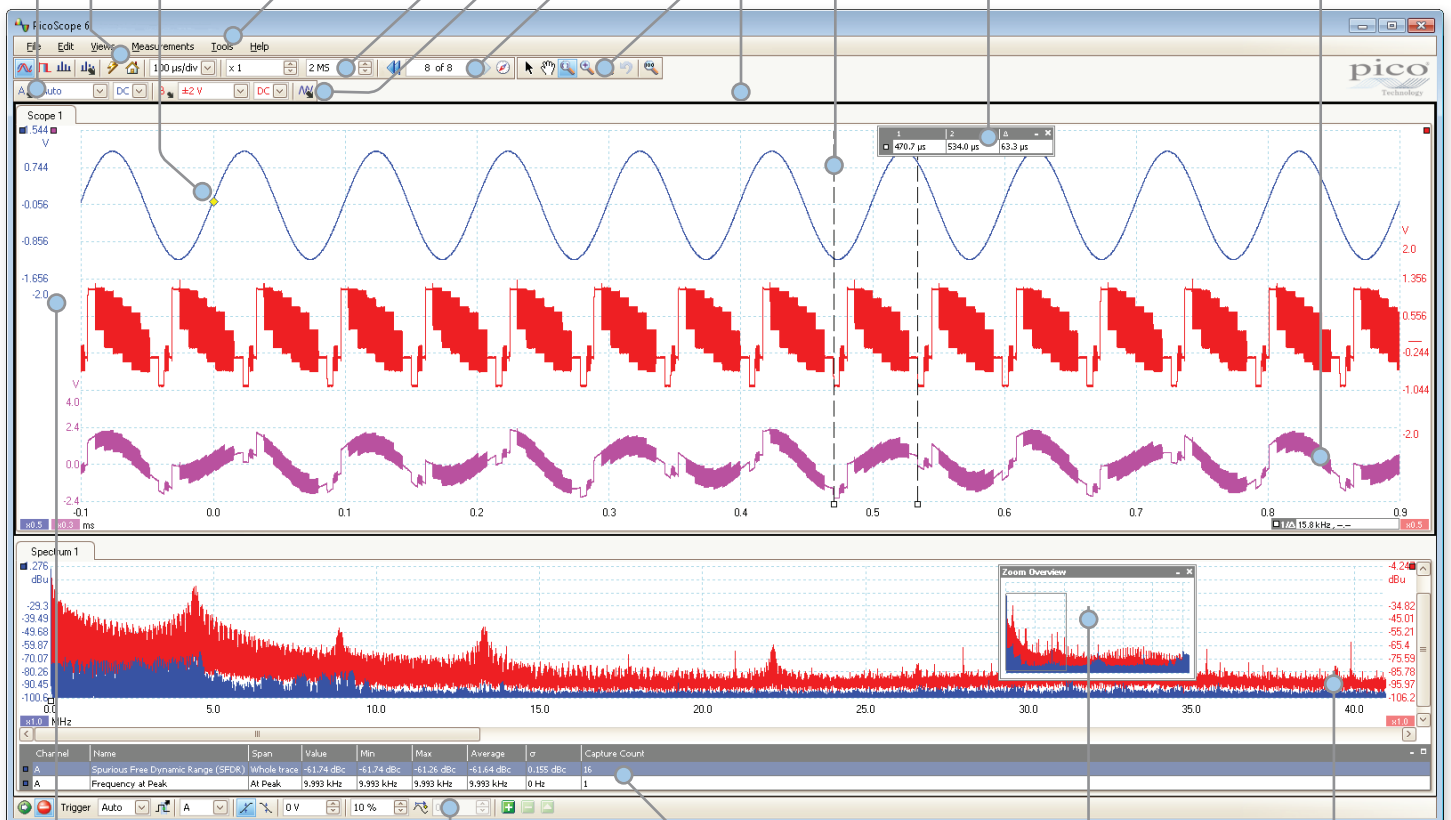 PicoScope 6
File Edit Views Measurements Tools Help
100 µs/div x 1 2 MS 8 of 8
A Auto DC B ±2 V DC
pico
Technology
Scope 1
.544
V
0.744
-0.056
-0.856
-1.656
-2.0
1 2 Δ
470.7 µs 534.0 µs 63.3 µs
V
2.0
1.356
0.556
-0.244
-1.044
-2.0
V
4.0
2.4
0.0
-2.4
-0.1 0.0 0.1 0.2 0.3 0.4 0.5 0.6 0.7 0.8 0.9
x0.5 x0.3 ms
1/Δ 15.8 kHz , --.--
x0.5
Spectrum 1
.276
dBu
-29.3
-39.49
-49.68
-59.87
-70.07
-80.26
-90.45
-100.6
Zoom Overview
-4.24
dBu
-34.82
-45.01
-55.21
-65.4
-75.59
-85.78
-95.97
-106.2
0.0 5.0 10.0 15.0 20.0 25.0 30.0 35.0 40.0
x1.0 MHz
x1.0
Channel Name Span Value Min Max Average σ Capture Count
A Spurious Free Dynamic Range (SFDR) Whole trace -61.74 dBc -61.74 dBc -61.26 dBc -61.64 dBc 0.155 dBc 16
A Frequency at Peak At Peak 9.993 kHz 9.993 kHz 9.993 kHz 9.993 kHz 0 Hz 1
Trigger Auto A 0 V 10 %